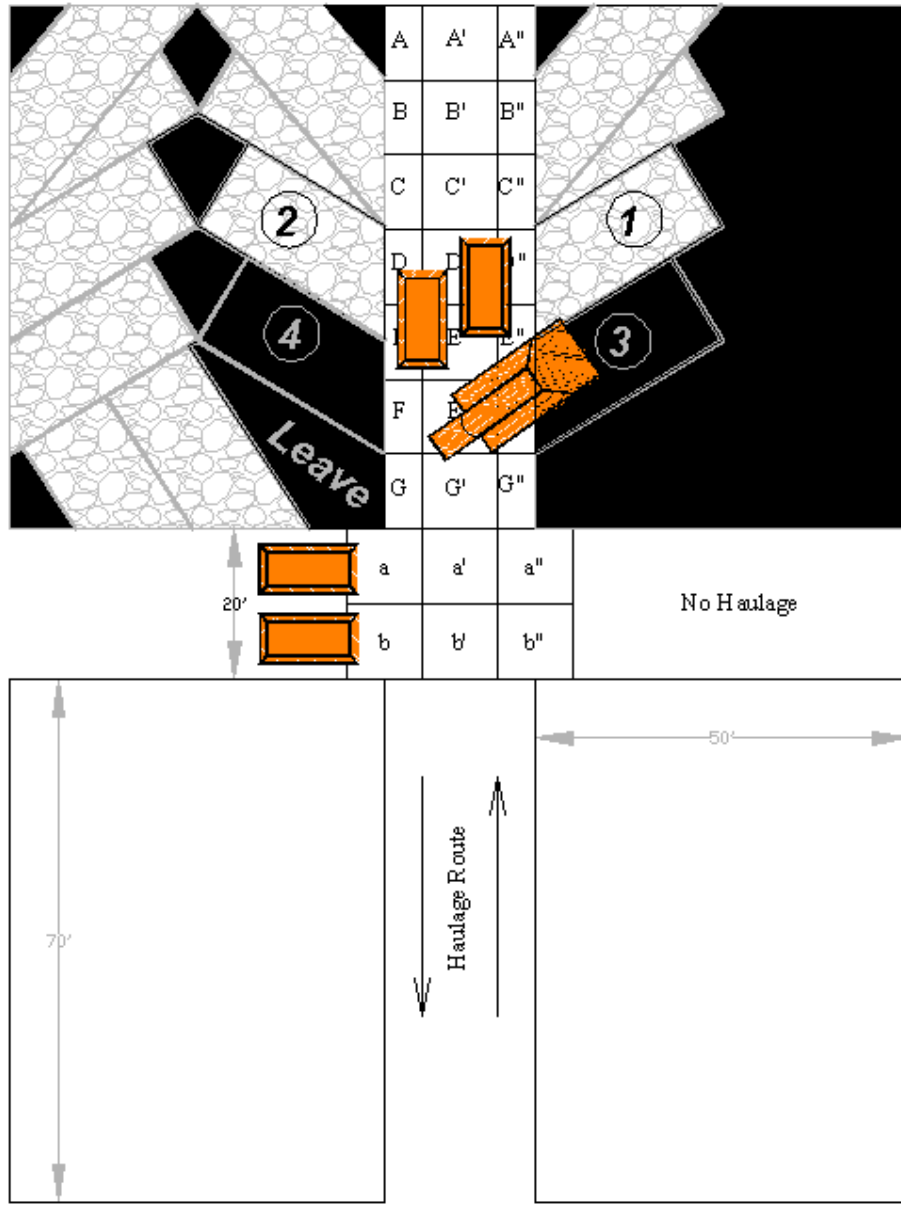 A A' A"
B B' B"
C C' C"
2
1
D D "
4
E E"
3
F
Leave
G G' G"
a a' a"
20'
No Haulage
b b' b"
50'
Haulage Route
70'